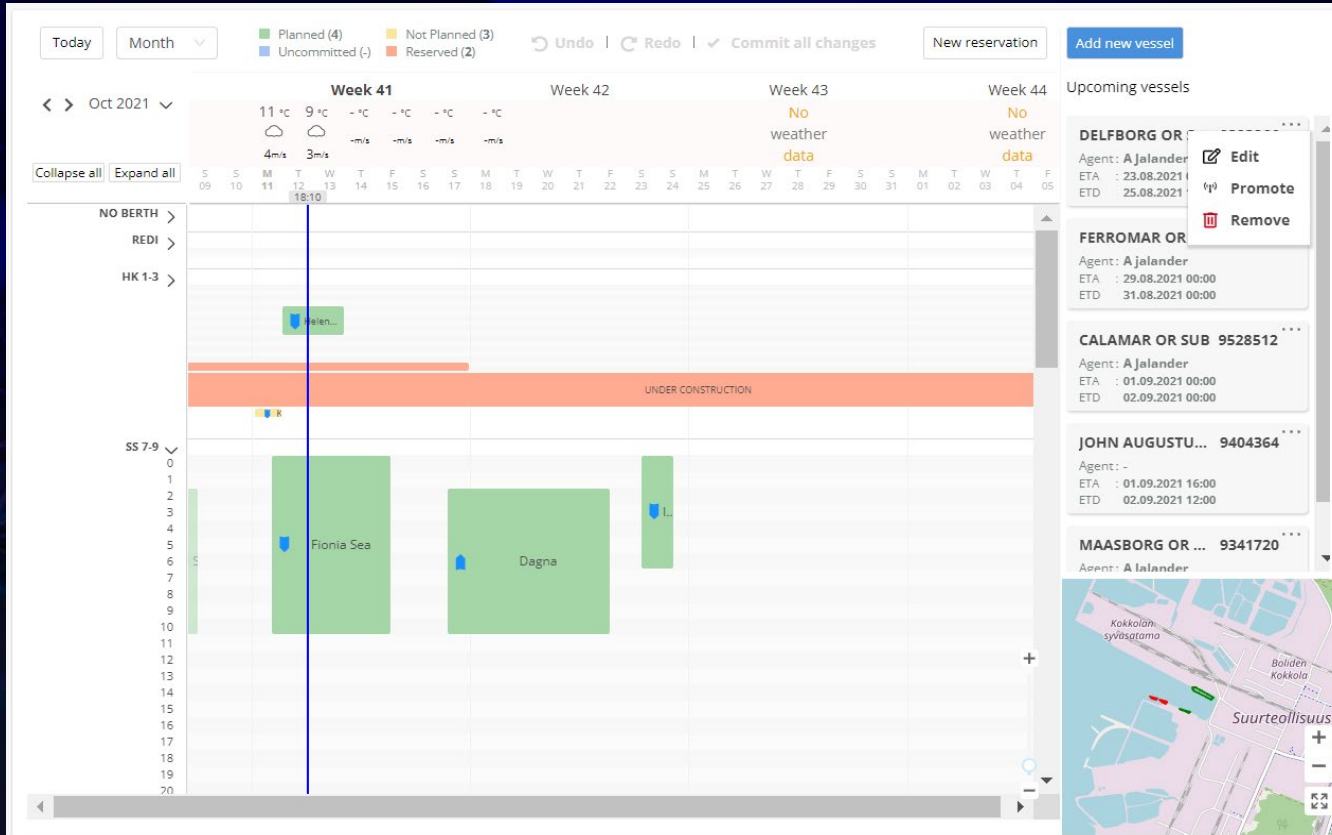 Today
Month
Planned (4)
Not Planned (3)
Uncommitted (-)
Reserved (2)
Undo
Redo
Commit all changes
New reservation
Add new vessel
Oct 2021
Week 41
Week 42
Week 43
Week 44
11 °C 9 °C - °C - °C - °C - °C
4m/s 3m/s -m/s -m/s -m/s -m/s
No
weather
data
No
weather
data
Collapse all
Expand all
S S M T W T F S S M T W T F S S M T W T F S S M T W T F
09 10 11 12 13 14 15 16 17 18 19 20 21 22 23 24 25 26 27 28 29 30 31 01 02 03 04 05
18:10
NO BERTH
REDI
HK 1-3
Helen...
UNDER CONSTRUCTION
K
SS 7-9
0
1
2
3
4
5
6
7
8
9
10
11
12
13
14
15
16
17
18
19
20
S
Fionia Sea
Dagna
I..
Upcoming vessels
DELFBORG OR
Agent: A Jalander
ETA : 23.08.2021
ETD 25.08.2021
Edit
Promote
Remove
FERROMAR OR
Agent: A jalander
ETA : 29.08.2021 00:00
ETD 31.08.2021 00:00
CALAMAR OR SUB 9528512
Agent: A Jalander
ETA : 01.09.2021 00:00
ETD 02.09.2021 00:00
JOHN AUGUSTU... 9404364
Agent: -
ETA : 01.09.2021 16:00
ETD 02.09.2021 12:00
MAASBORG OR ... 9341720
Agent: A Jalander
Kokkolan
syväsatama
Boliden
Kokkola
Suurteollisuus
94